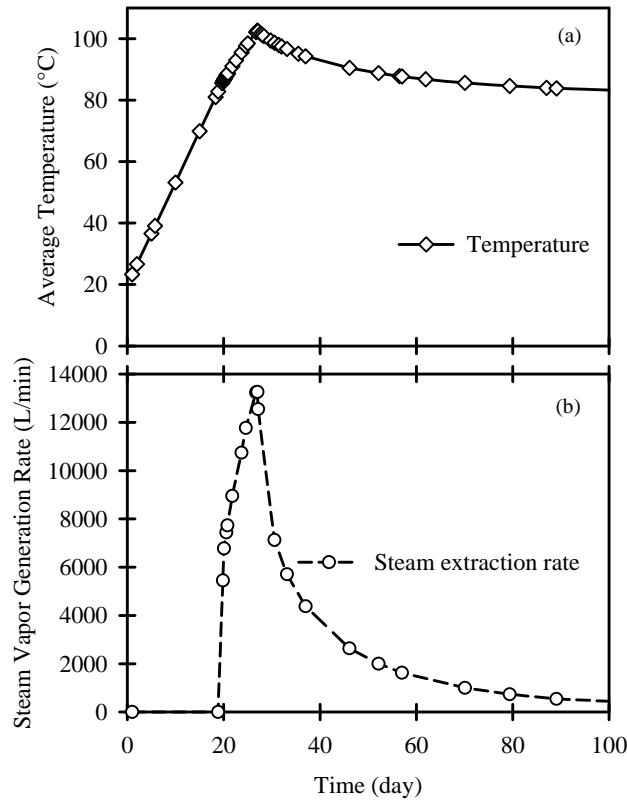 (a)
Average Temperature (°C)
100
80
60
40
20
0
Temperature
(b)
Steam Vapor Generation Rate (L/min)
14000
12000
10000
8000
6000
4000
2000
0
Steam extraction rate
0 20 40 60 80 100
Time (day)